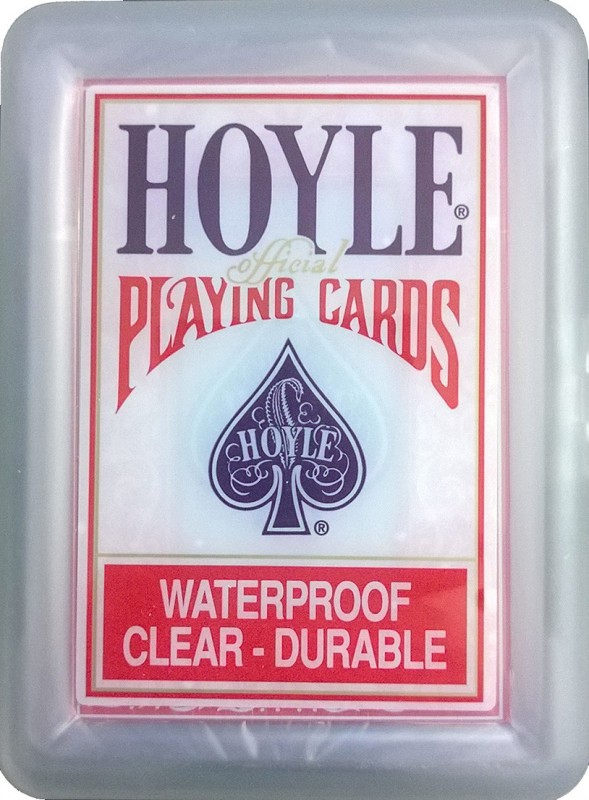 HOYLE®
official
PLAYING CARDS
HOYLE
®
WATERPROOF
CLEAR - DURABLE